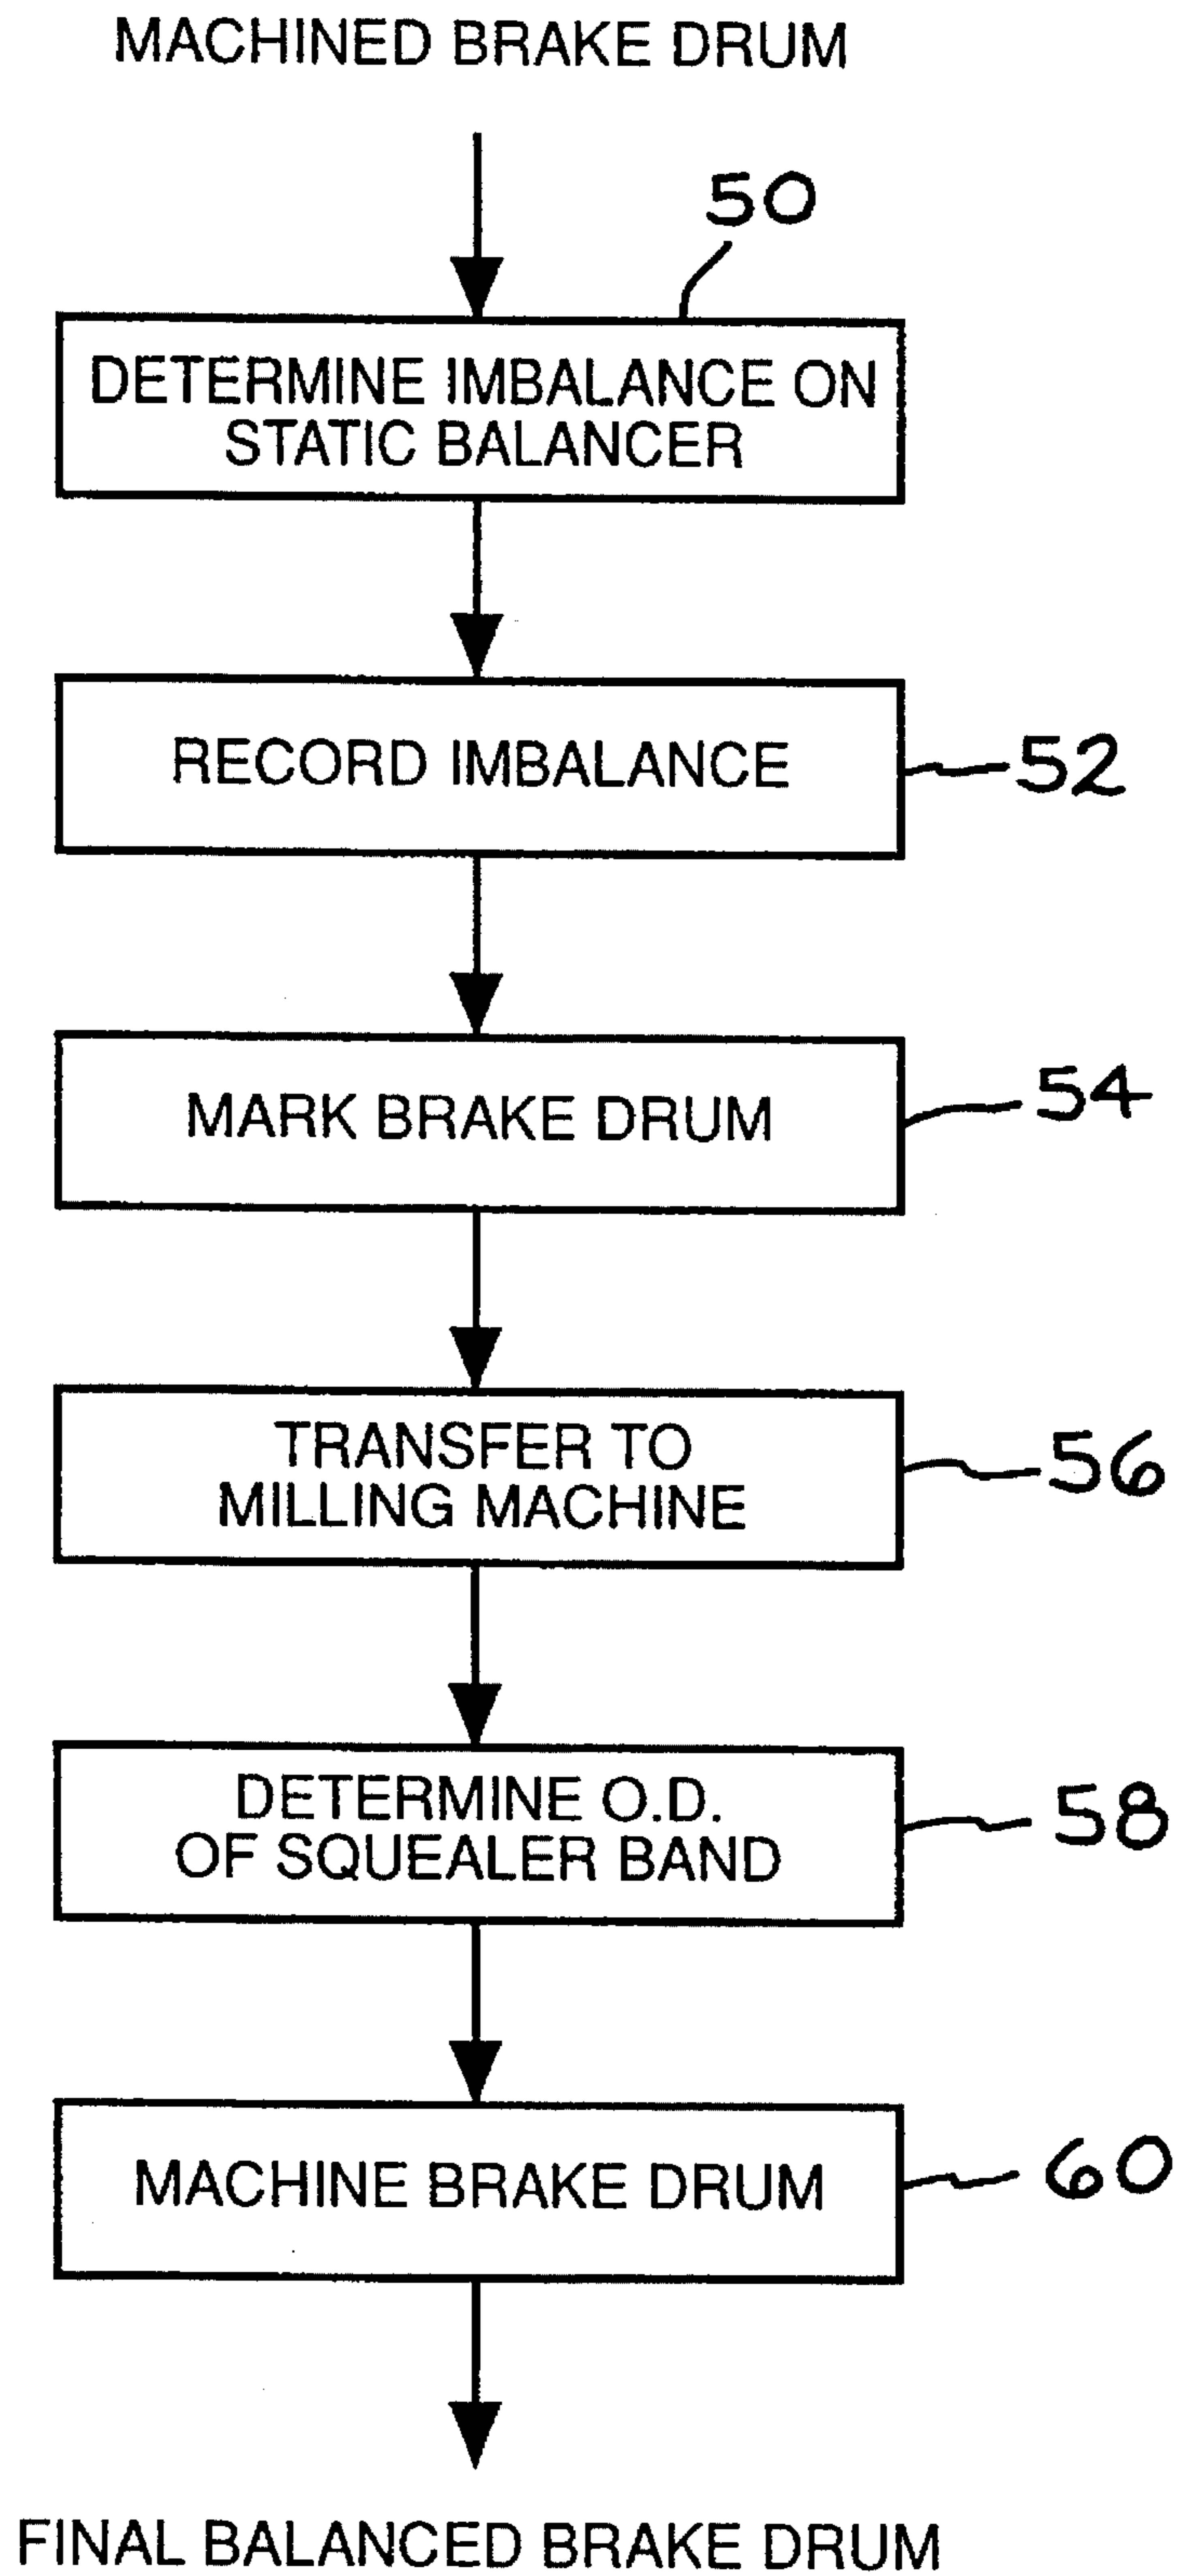 MACHINED BRAKE DRUM
50
DETERMINE IMBALANCE ON
STATIC BALANCER
RECORD IMBALANCE
52
MARK BRAKE DRUM
54
TRANSFER TO
MILLING MACHINE
56
DETERMINE O.D.
OF SQUEALER BAND
58
MACHINE BRAKE DRUM
60
FINAL BALANCED BRAKE DRUM